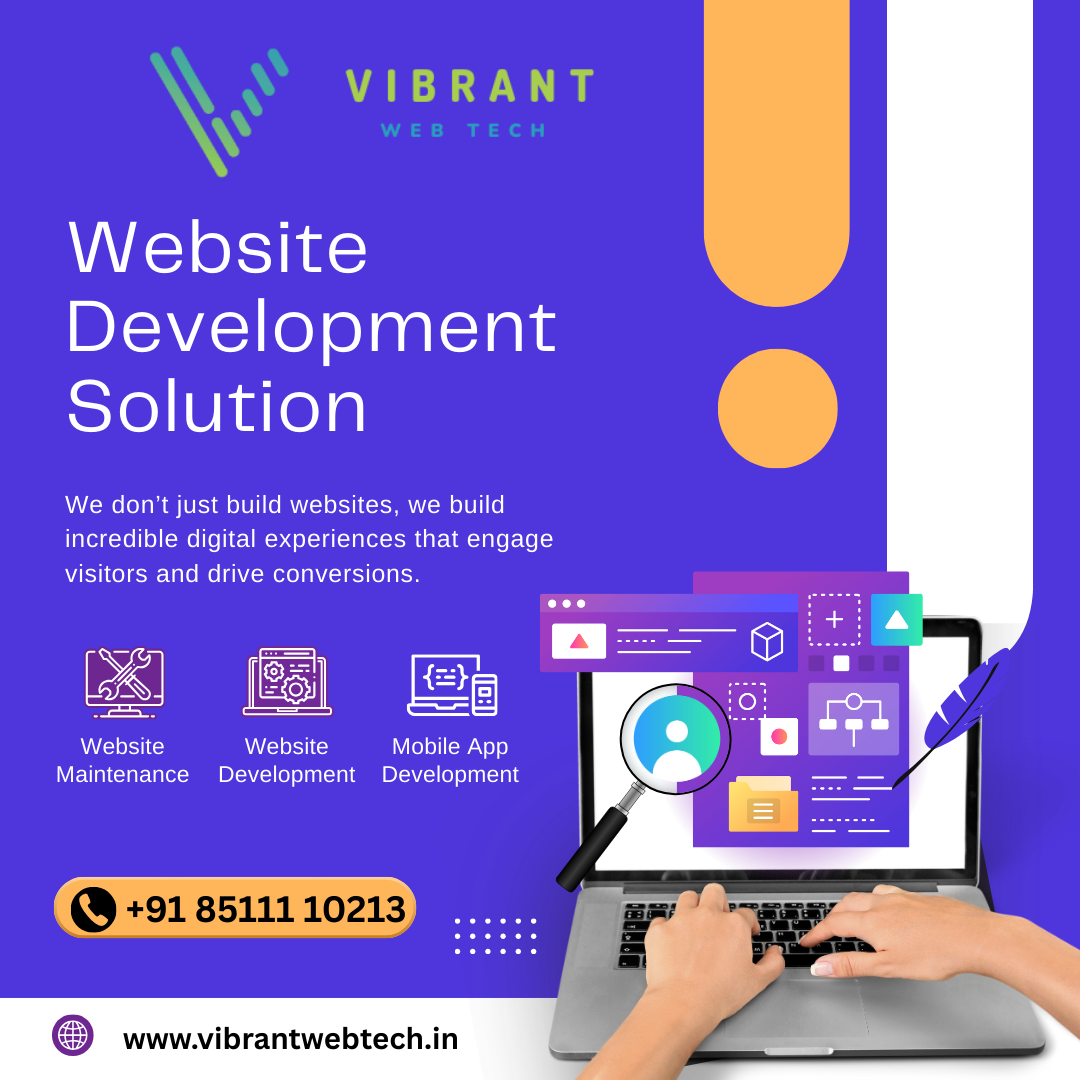 VIBRANT
WEB TECH
Website
Development
Solution
We don’t just build websites, we build
incredible digital experiences that engage
visitors and drive conversions.
Website
Maintenance
Website
Development
Mobile App
Development
+91 85111 10213
www.vibrantwebtech.in